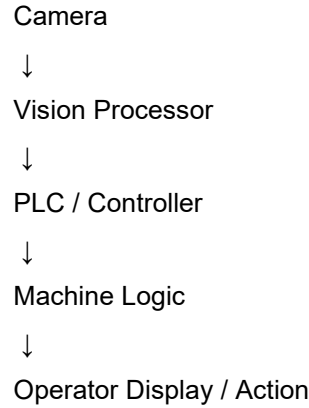 Camera
↓
Vision Processor
↓
PLC / Controller
↓
Machine Logic
↓
Operator Display / Action